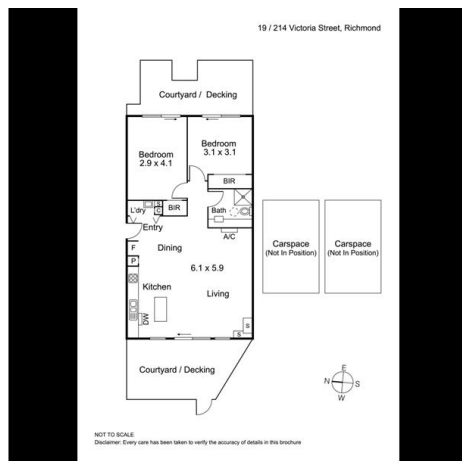 19 / 214 Victoria Street, Richmond
Courtyard / Decking
Bedroom
2.9 x 4.1
Bedroom
3.1 x 3.1
BIR
L'dry
S
C
BIR
Bath
Entry
A/C
F
Dining
P
6.1 x 5.9
Kitchen
Living
DW
S
S
Carspace
(Not In Position)
Carspace
(Not In Position)
Courtyard / Decking
E
N
S
W
NOT TO SCALE
Disclaimer: Every care has been taken to verify the accuracy of details in this brochure